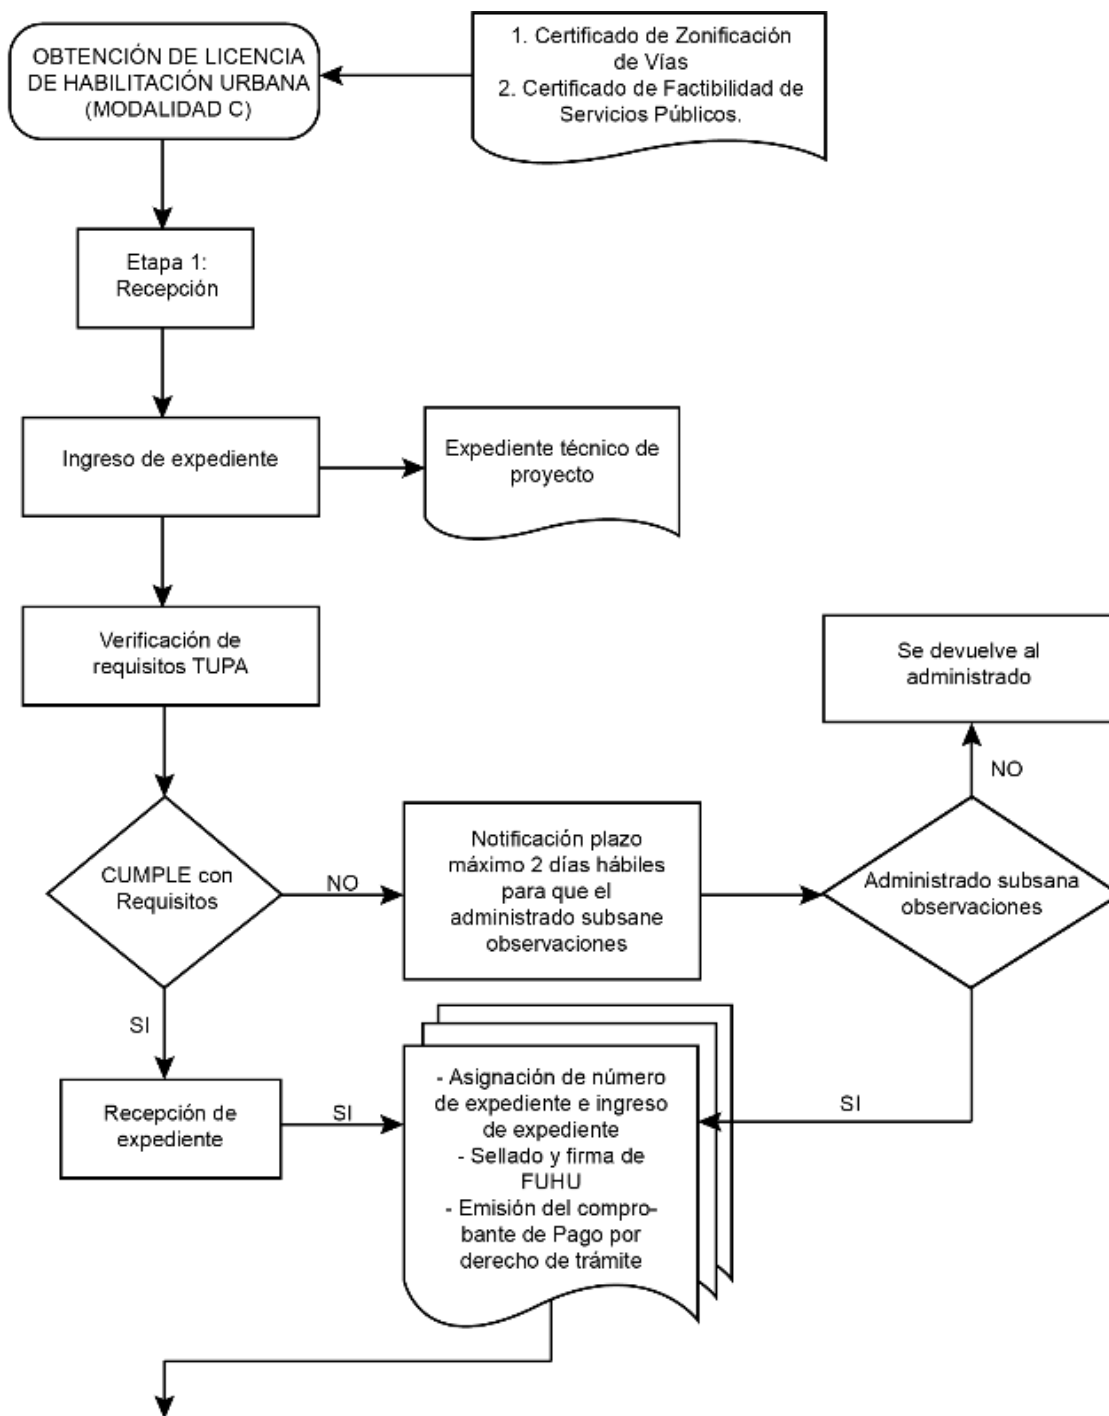 OBTENCIÓN DE LICENCIA
DE HABILITACIÓN URBANA
(MODALIDAD C)
1. Certificado de Zonificación
de Vías
2. Certificado de Factibilidad de
Servicios Públicos.
Etapa 1:
Recepción
Ingreso de expediente
Expediente técnico de
proyecto
Verificación de
requisitos TUPA
Se devuelve al
administrado
NO
CUMPLE con
Requisitos
NO
Notificación plazo
máximo 2 días hábiles
para que el
administrado subsane
observaciones
Administrado subsana
observaciones
SI
Recepción de
expediente
SI
- Asignación de número
de expediente e ingreso
de expediente
- Sellado y firma de
FUHU
- Emisión del compro-
bante de Pago por
derecho de trámite
SI